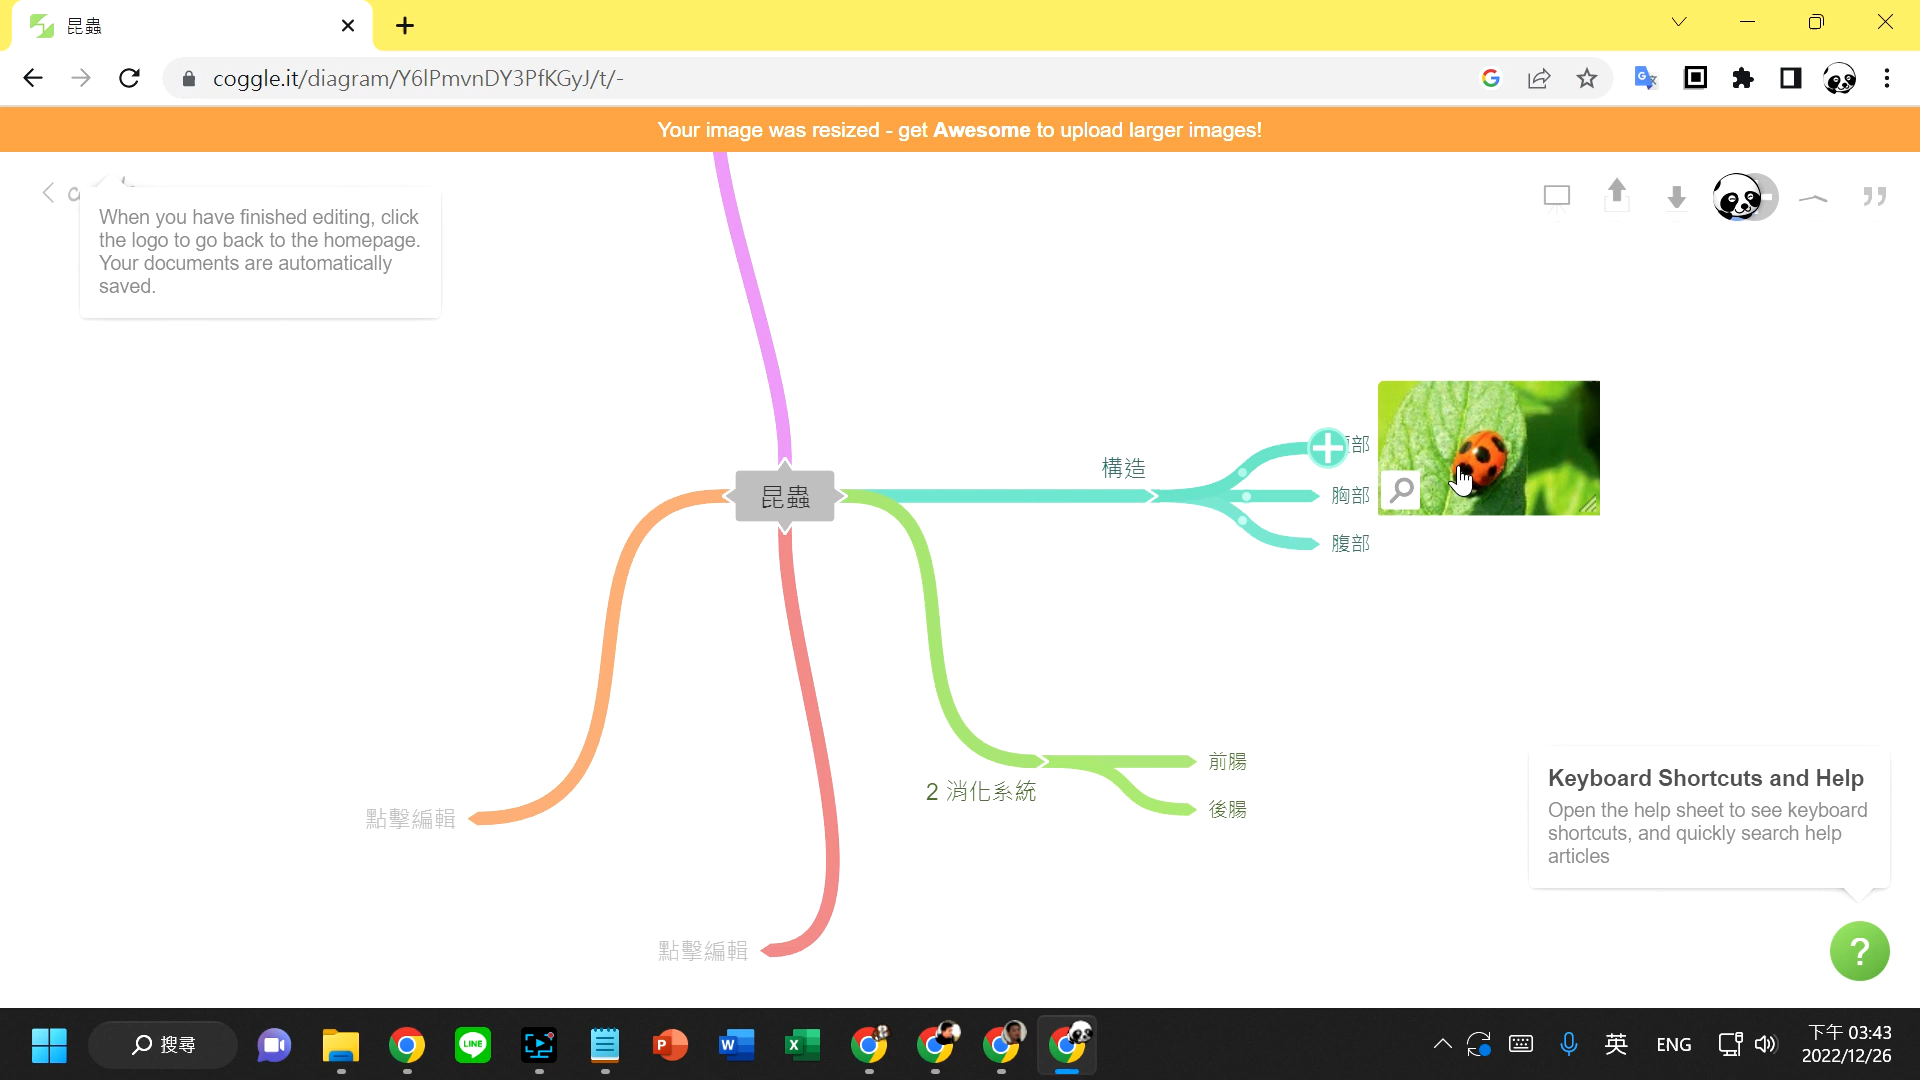 昆蟲
coggle.it/diagram/Y6lPmvnDY3PfKGyJ/t/-
Your image was resized - get Awesome to upload larger images!
When you have finished editing, click
the logo to go back to the homepage.
Your documents are automatically
saved.
構造
部
胸部
腹部
昆蟲
2 消化系統
前腸
後腸
點擊編輯
點擊編輯
Keyboard Shortcuts and Help
Open the help sheet to see keyboard
shortcuts, and quickly search help
articles
?
搜尋
LINE
英
ENG
下午 03:43
2022/12/26